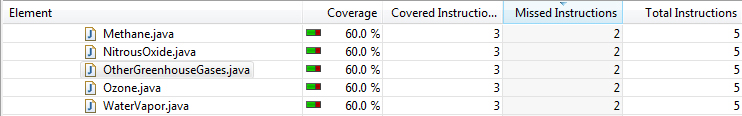 Element Coverage Covered Instructio... Missed Instructions Total Instructions
Methane.java 60.0 % 3 2 5
NitrousOxide.java 60.0 % 3 2 5
OtherGreenhouseGases.java 60.0 % 3 2 5
Ozone.java 60.0 % 3 2 5
WaterVapor.java 60.0 % 3 2 5